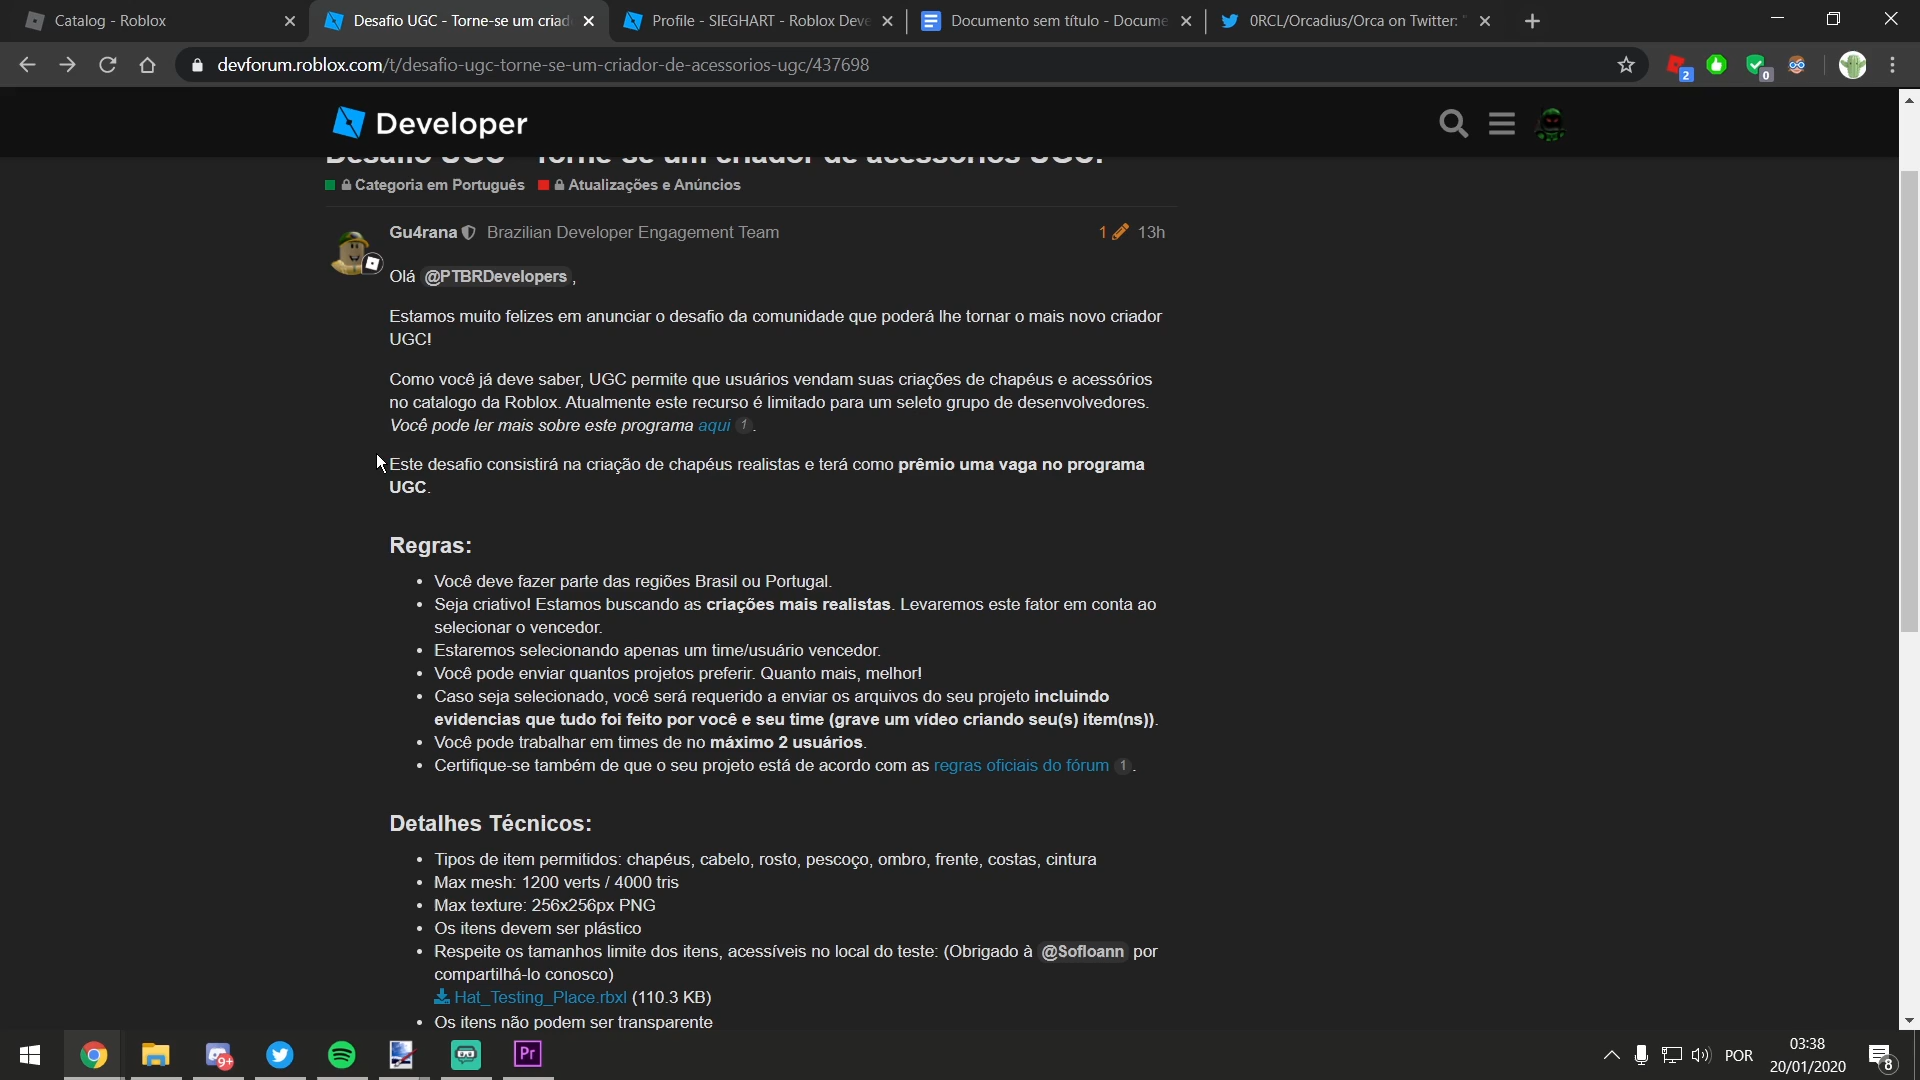 Catalog - Roblox
Desafio UGC - Torne-se um criad
Profile - SIEGHART - Roblox Deve
Documento sem título - Docume
0RCL/Orcadius/Orca on Twitter: "
devforum.roblox.com/t/desafio-ugc-torne-se-um-criador-de-acessorios-ugc/437698
2
0
Developer
Desafio UGC - Torne-se um criador de acessórios UGC!
Categoria em Português Atualizações e Anúncios
Gu4rana Brazilian Developer Engagement Team 1 13h
Olá @PTBRDevelopers ,
Estamos muito felizes em anunciar o desafio da comunidade que poderá lhe tornar o mais novo criador
UGC!
Como você já deve saber, UGC permite que usuários vendam suas criações de chapéus e acessórios
no catalogo da Roblox. Atualmente este recurso é limitado para um seleto grupo de desenvolvedores.
Você pode ler mais sobre este programa aqui 1 .
Este desafio consistirá na criação de chapéus realistas e terá como prêmio uma vaga no programa
UGC.
Regras:
• Você deve fazer parte das regiões Brasil ou Portugal.
• Seja criativo! Estamos buscando as criações mais realistas. Levaremos este fator em conta ao
selecionar o vencedor.
• Estaremos selecionando apenas um time/usuário vencedor.
• Você pode enviar quantos projetos preferir. Quanto mais, melhor!
• Caso seja selecionado, você será requerido a enviar os arquivos do seu projeto incluindo
evidencias que tudo foi feito por você e seu time (grave um vídeo criando seu(s) item(ns)).
• Você pode trabalhar em times de no máximo 2 usuários.
• Certifique-se também de que o seu projeto está de acordo com as regras oficiais do fórum 1 .
Detalhes Técnicos:
• Tipos de item permitidos: chapéus, cabelo, rosto, pescoço, ombro, frente, costas, cintura
• Max mesh: 1200 verts / 4000 tris
• Max texture: 256x256px PNG
• Os itens devem ser plástico
• Respeite os tamanhos limite dos itens, acessíveis no local do teste: (Obrigado à @Sofloann por
compartilhá-lo conosco)
Hat_Testing_Place.rbxl (110.3 KB)
• Os itens não podem ser transparente
9+
Pr
POR
03:38
20/01/2020
8